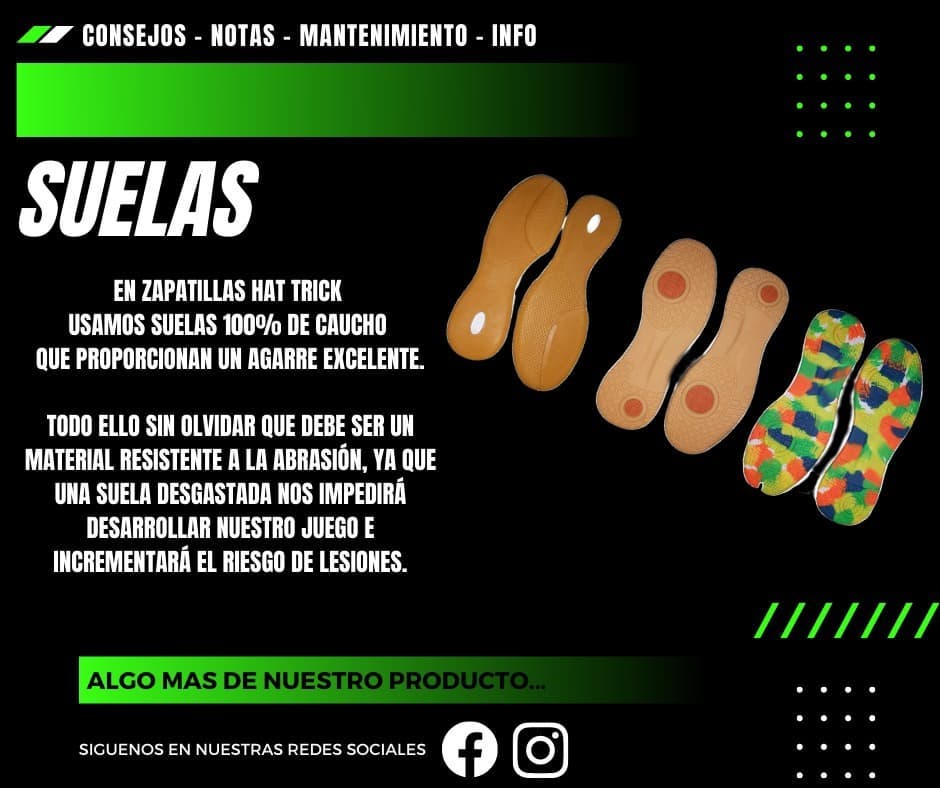 CONSEJOS - NOTAS - MANTENIMIENTO - INFO
SUELAS
EN ZAPATILLAS HAT TRICK
USAMOS SUELAS 100% DE CAUCHO
QUE PROPORCIONAN UN AGARRE EXCELENTE.
TODO ELLO SIN OLVIDAR QUE DEBE SER UN
MATERIAL RESISTENTE A LA ABRASIÓN, YA QUE
UNA SUELA DESGASTADA NOS IMPEDIRÁ
DESARROLLAR NUESTRO JUEGO E
INCREMENTARÁ EL RIESGO DE LESIONES.
ALGO MAS DE NUESTRO PRODUCTO...
SIGUENOS EN NUESTRAS REDES SOCIALES